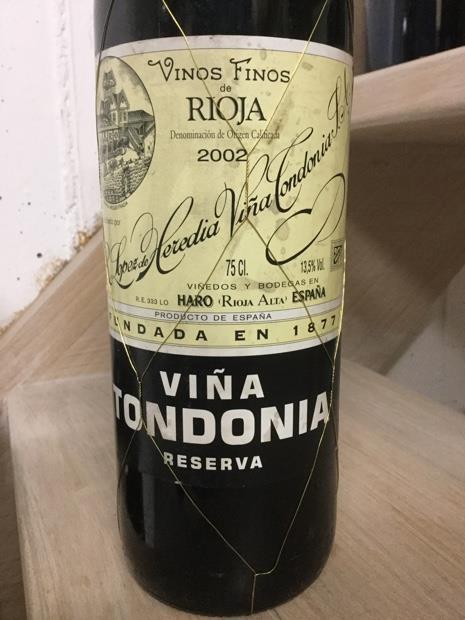 VINOS FINOS
de
RIOJA
Denominación de Origen Calificada
2002
López de Heredia Viña Tondonia
75 Cl.
13,5% Vol.
VIÑEDOS Y BODEGAS EN
R.E. 333 LO
HARO (RIOJA ALTA) ESPAÑA
PRODUCTO DE ESPAÑA
FUNDADA EN 1877
VIÑA
TONDONIA
RESERVA